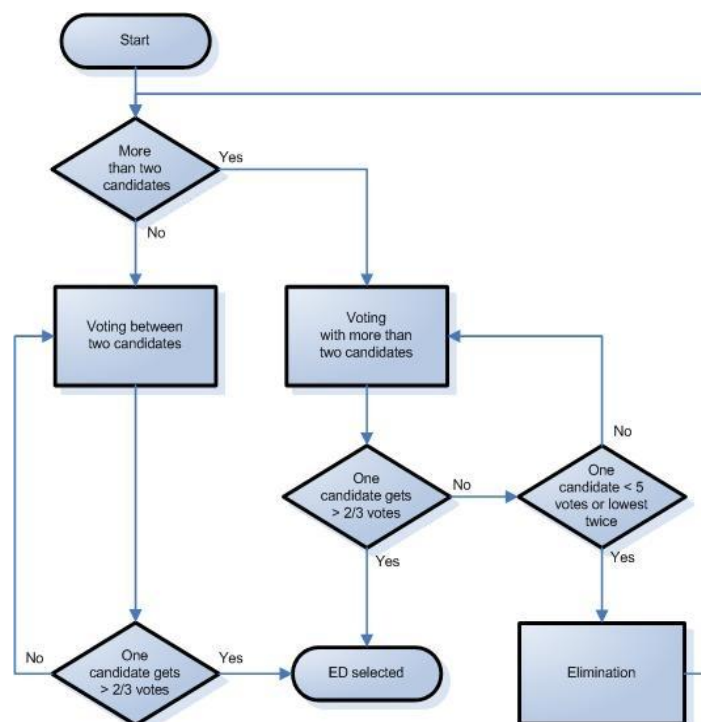 Start
More
than two
candidates
Yes
No
Voting between
two candidates
Voting
with more than
two candidates
No
One
candidate gets
> 2/3 votes
No
One
candidate < 5
votes or lowest
twice
Yes
Yes
No
One
candidate gets
> 2/3 votes
Yes
ED selected
Elimination